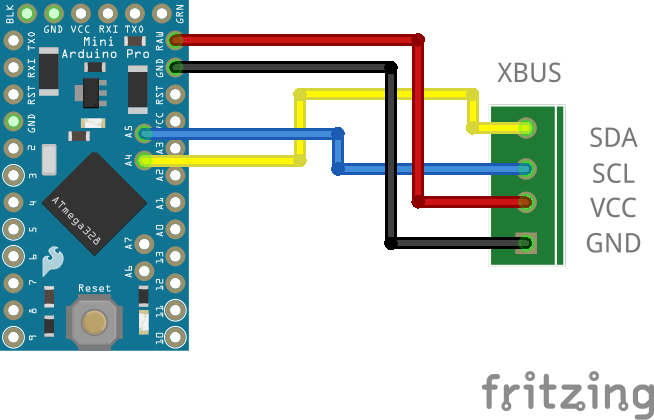 BLK GND VCC RXI TXO GRN
Mini
Arduino Pro
TXO
RXI
RST
GND
2
3
4
5
6
7
8
9
RAW
GND
RST
VCC
A3
A2
A1
A0
13
12
11
10
A5
A4
A7
A6
ATmega328
Reset
XBUS
SDA
SCL
VCC
GND
fritzing